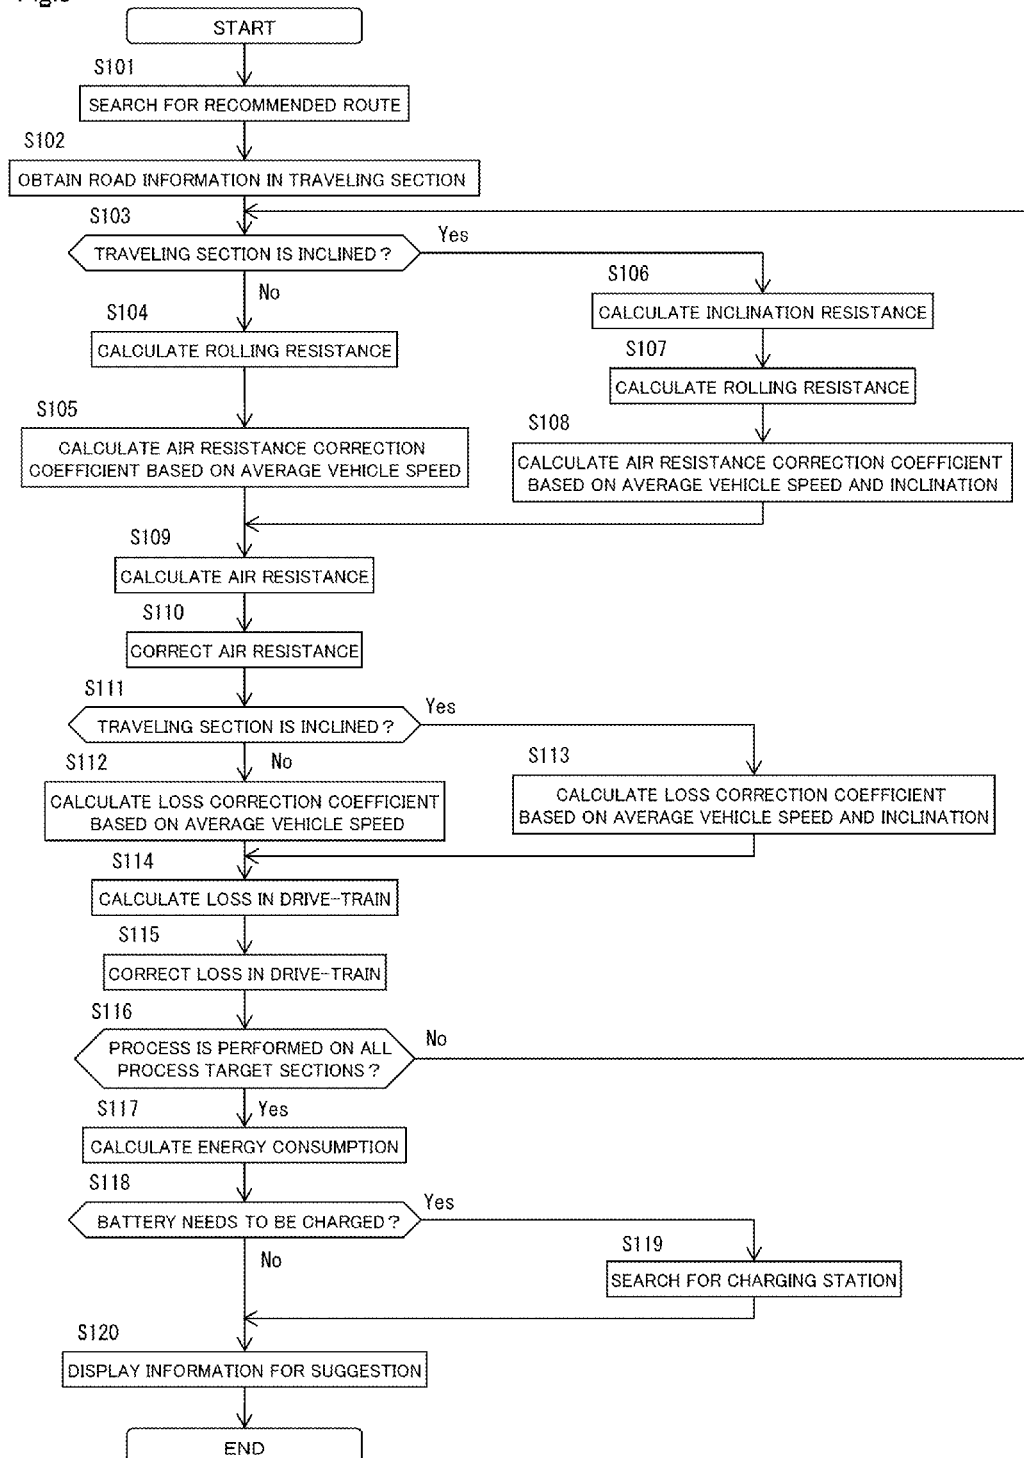 START
S101
SEARCH FOR RECOMMENDED ROUTE
S102
OBTAIN ROAD INFORMATION IN TRAVELING SECTION
S103
TRAVELING SECTION IS INCLINED?
Yes
No
S104
CALCULATE ROLLING RESISTANCE
S105
CALCULATE AIR RESISTANCE CORRECTION
COEFFICIENT BASED ON AVERAGE VEHICLE SPEED
S106
CALCULATE INCLINATION RESISTANCE
S107
CALCULATE ROLLING RESISTANCE
S108
CALCULATE AIR RESISTANCE CORRECTION COEFFICIENT
BASED ON AVERAGE VEHICLE SPEED AND INCLINATION
S109
CALCULATE AIR RESISTANCE
S110
CORRECT AIR RESISTANCE
S111
TRAVELING SECTION IS INCLINED?
Yes
No
S112
CALCULATE LOSS CORRECTION COEFFICIENT
BASED ON AVERAGE VEHICLE SPEED
S113
CALCULATE LOSS CORRECTION COEFFICIENT
BASED ON AVERAGE VEHICLE SPEED AND INCLINATION
S114
CALCULATE LOSS IN DRIVE-TRAIN
S115
CORRECT LOSS IN DRIVE-TRAIN
S116
PROCESS IS PERFORMED ON ALL
PROCESS TARGET SECTIONS?
No
Yes
S117
CALCULATE ENERGY CONSUMPTION
S118
BATTERY NEEDS TO BE CHARGED?
Yes
No
S119
SEARCH FOR CHARGING STATION
S120
DISPLAY INFORMATION FOR SUGGESTION
END